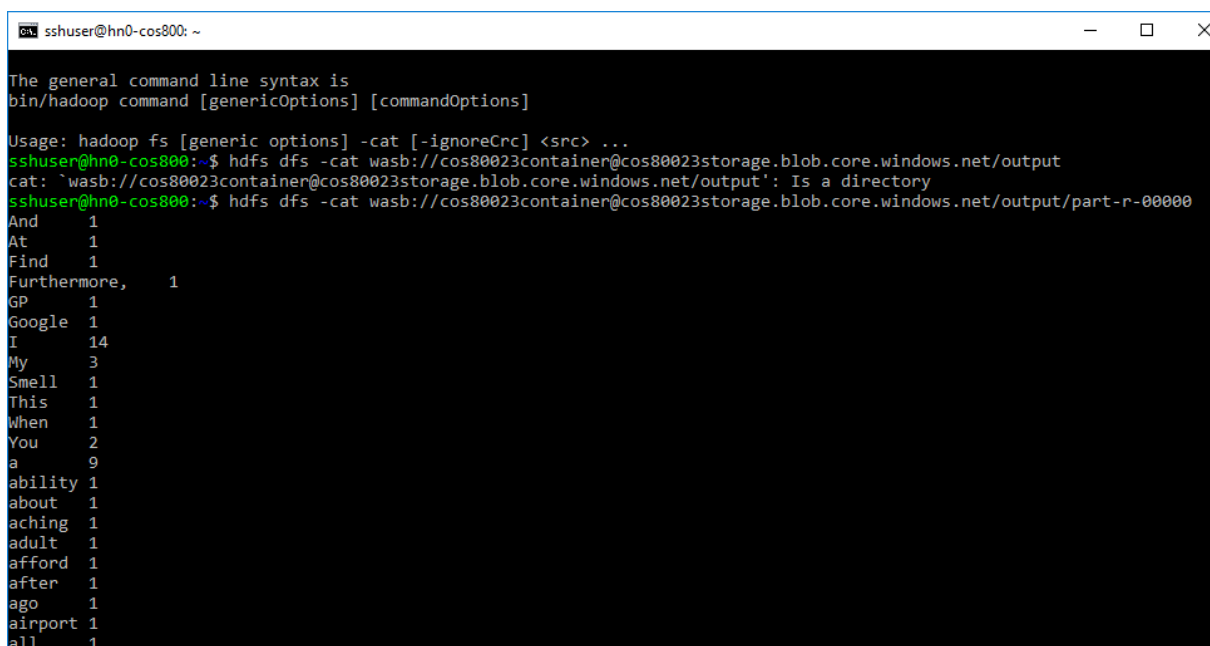 sshuser@hn0-cos800: ~
The general command line syntax is
bin/hadoop command [genericOptions] [commandOptions]
Usage: hadoop fs [generic options] -cat [-ignoreCrc] <src> ...
sshuser@hn0-cos800:~$ hdfs dfs -cat wasb://cos80023container@cos80023storage.blob.core.windows.net/output
cat: `wasb://cos80023container@cos80023storage.blob.core.windows.net/output': Is a directory
sshuser@hn0-cos800:~$ hdfs dfs -cat wasb://cos80023container@cos80023storage.blob.core.windows.net/output/part-r-00000
And 1
At 1
Find 1
Furthermore, 1
GP 1
Google 1
I 14
My 3
Smell 1
This 1
When 1
You 2
a 9
ability 1
about 1
aching 1
adult 1
afford 1
after 1
ago 1
airport 1
all 1